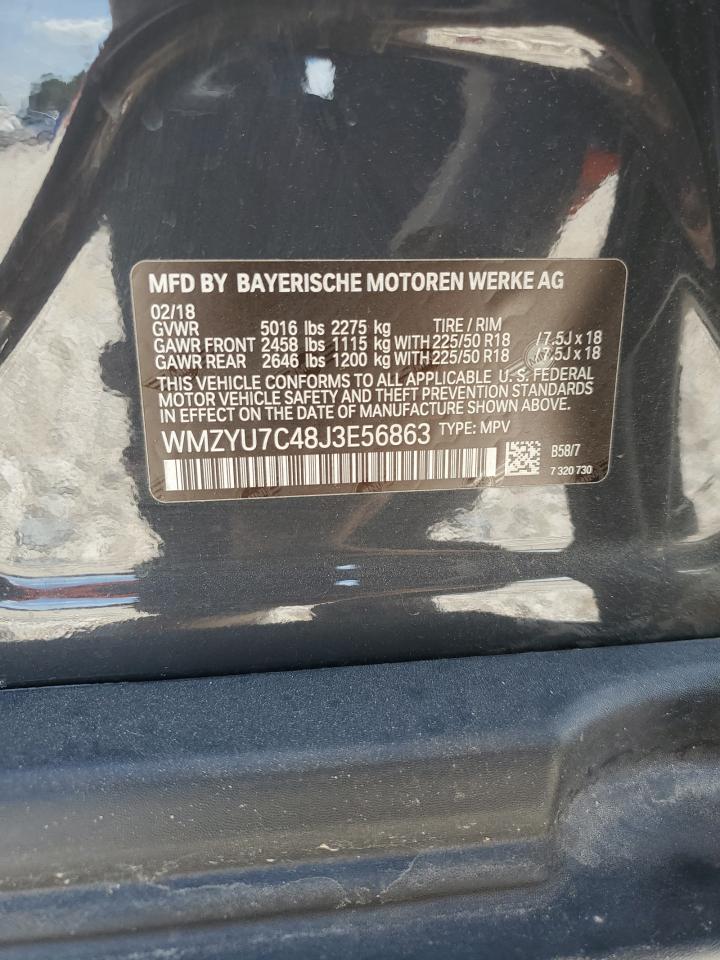 MFD BY BAYERISCHE MOTOREN WERKE AG
02/18
GVWR 5016 lbs 2275 kg TIRE / RIM
GAWR FRONT 2458 lbs 1115 kg WITH 225/50 R18 /7.5J x 18
GAWR REAR 2646 lbs 1200 kg WITH 225/50 R18 /7.5J x 18
THIS VEHICLE CONFORMS TO ALL APPLICABLE U. S. FEDERAL
MOTOR VEHICLE SAFETY AND THEFT PREVENTION STANDARDS
IN EFFECT ON THE DATE OF MANUFACTURE SHOWN ABOVE.
WMZYU7C48J3E56863 TYPE: MPV
B58/7
7 320 730